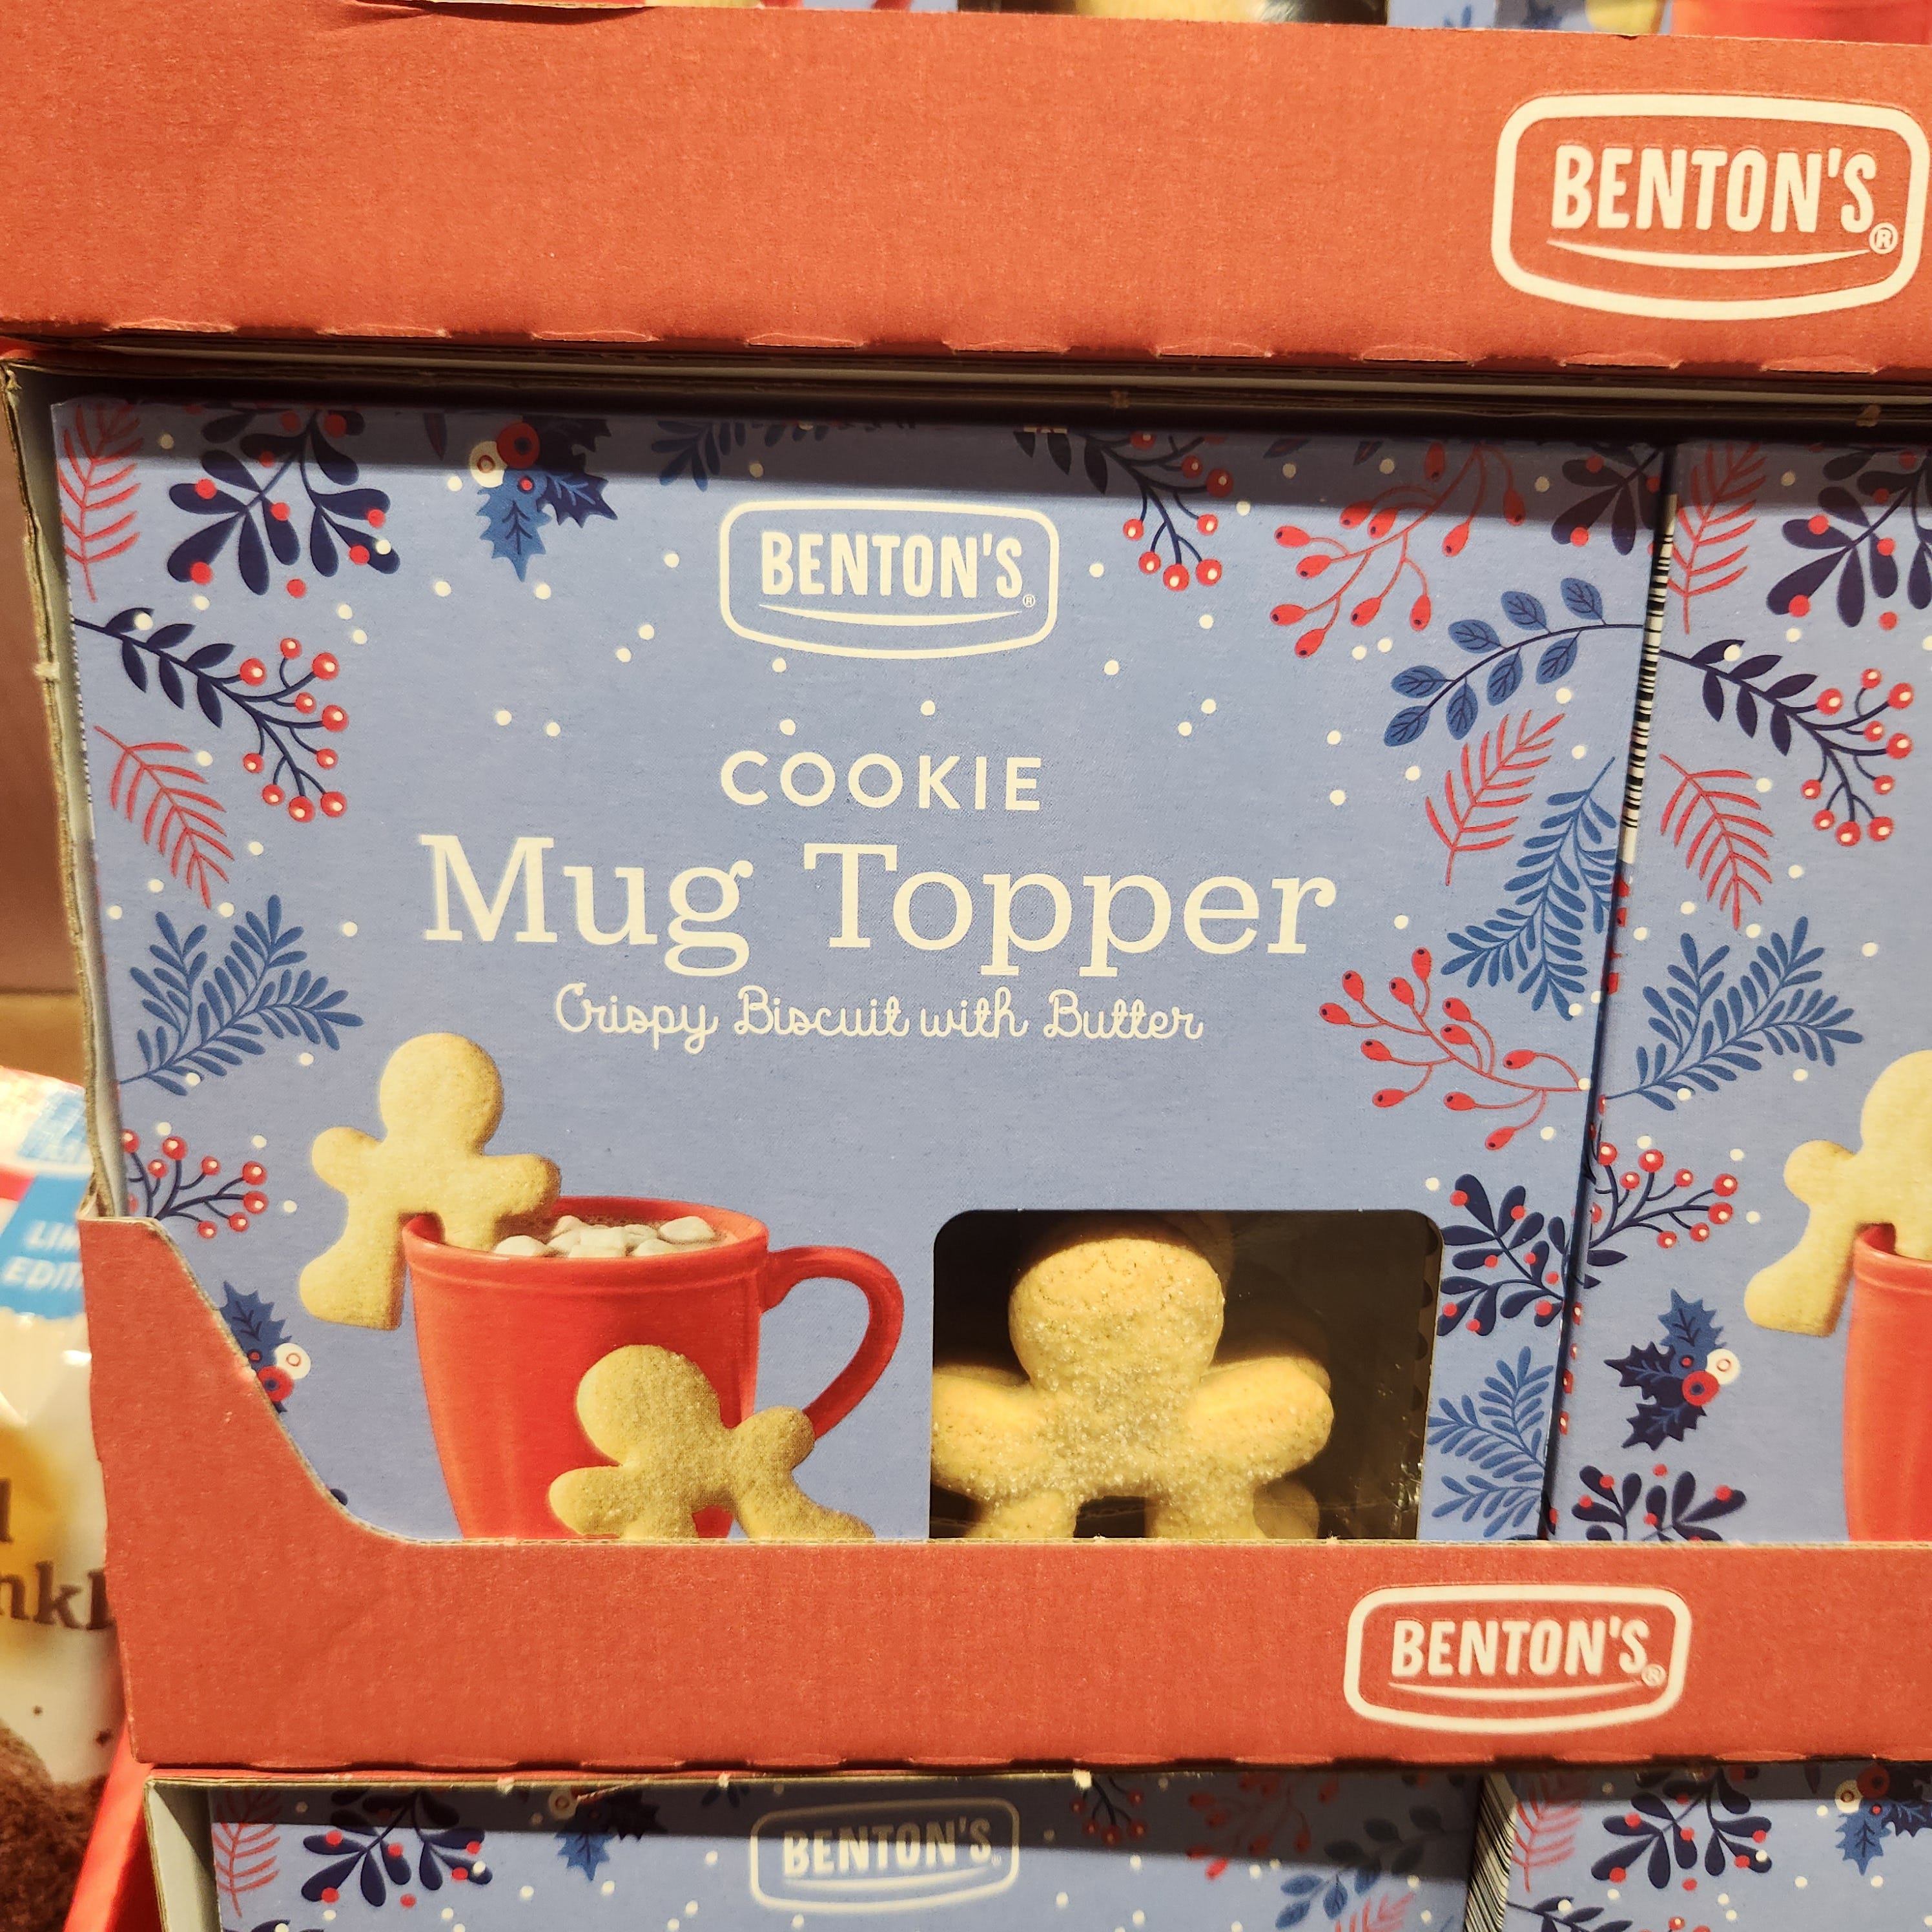 BENTON'S®
BENTON'S®
COOKIE
Mug Topper
Crispy Biscuit with Butter
BENTON'S®
BENTON'S